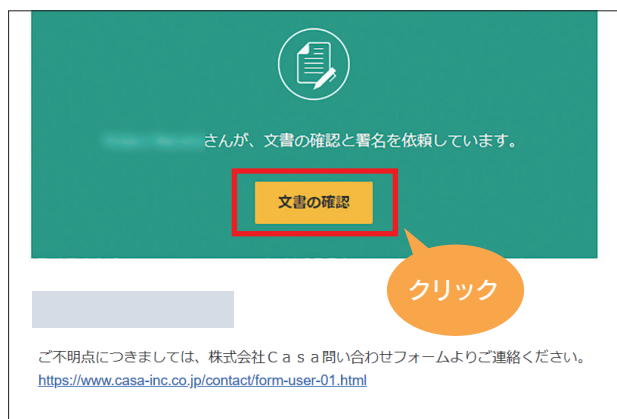 さんが、文書の確認と署名を依頼しています。
文書の確認
クリック
ご不明点につきましては、株式会社Ｃａｓａ問い合わせフォームよりご連絡ください。
https://www.casa-inc.co.jp/contact/form-user-01.html